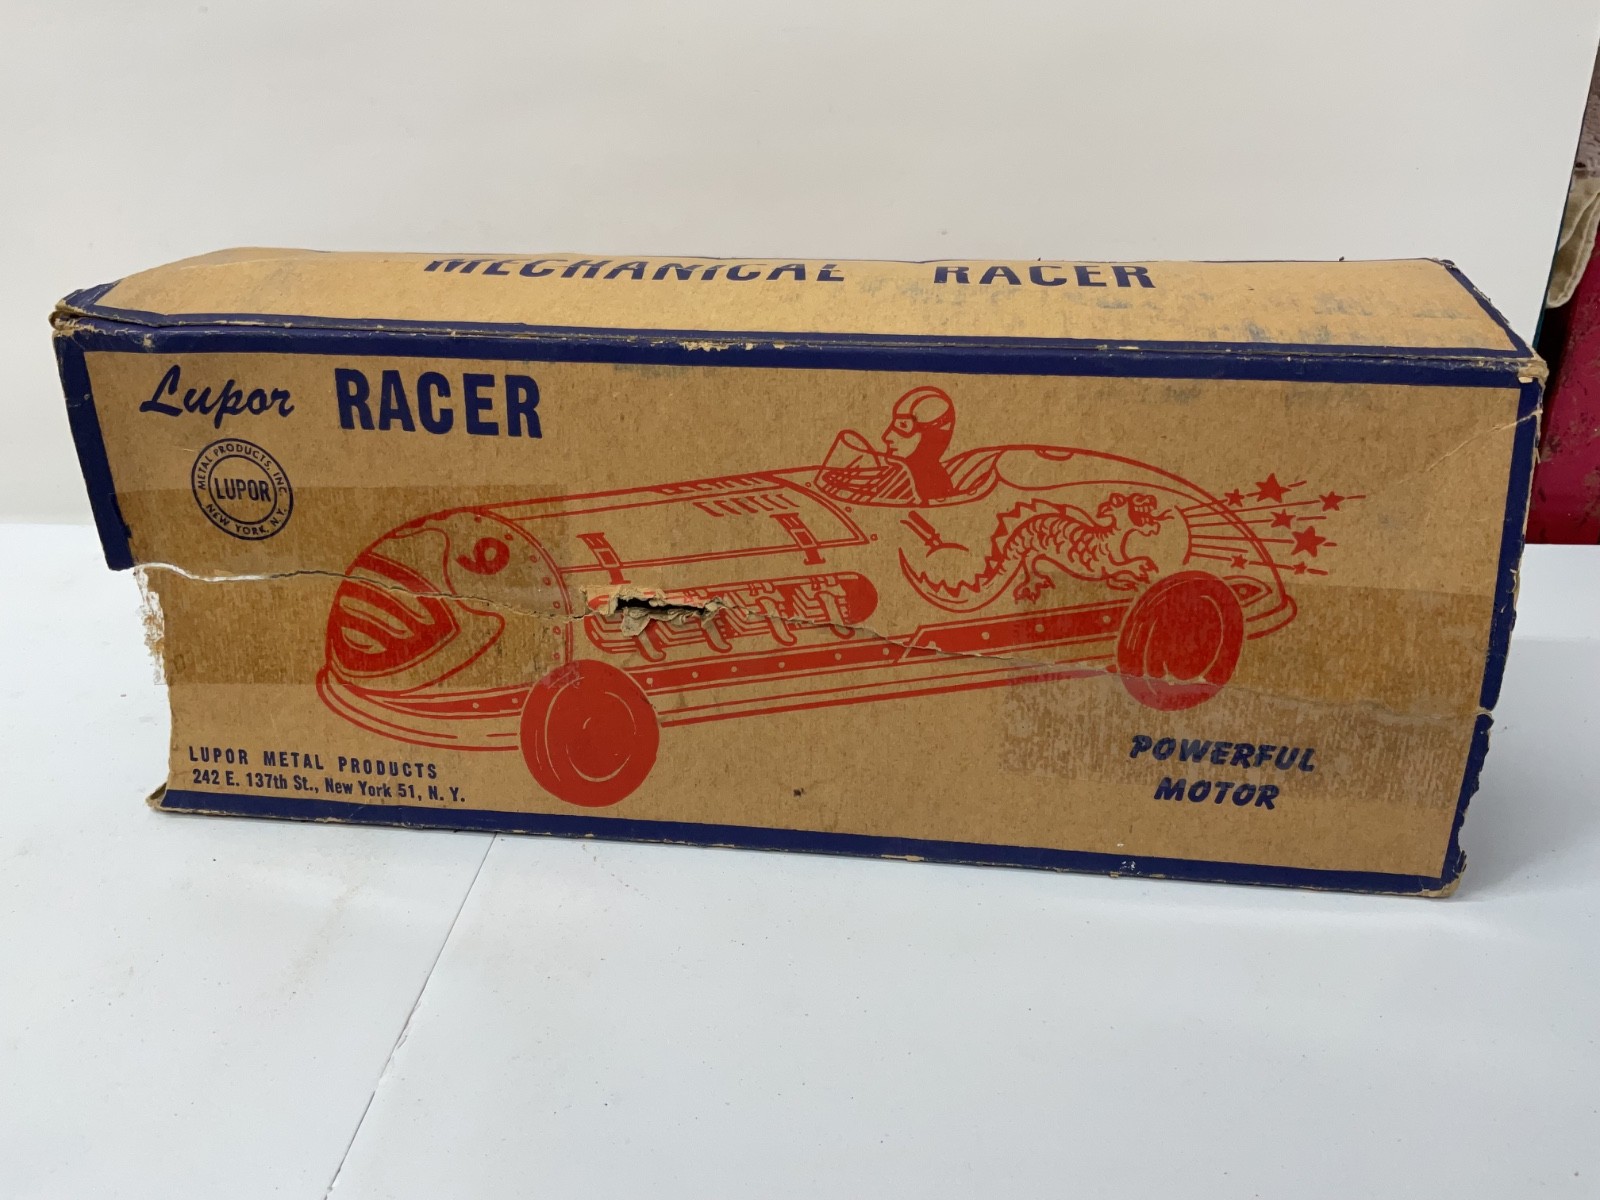 MECHANICAL RACER
Lupor RACER
METAL PRODUCTS, INC.
LUPOR
NEW YORK, N.Y.
6
LUPOR METAL PRODUCTS
242 E. 137th St., New York 51, N. Y.
POWERFUL
MOTOR